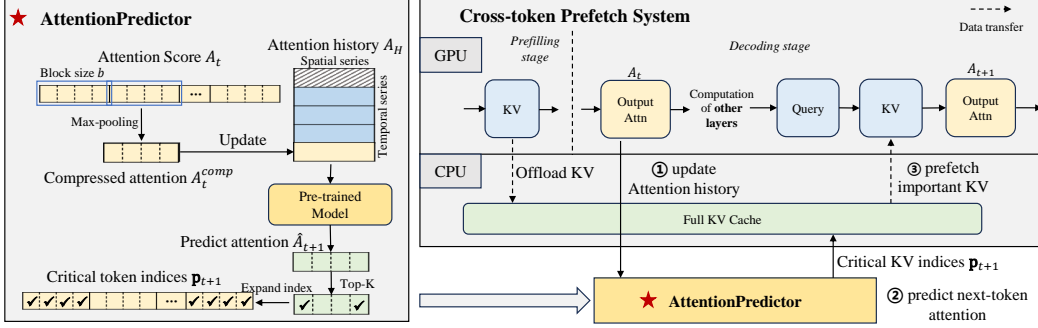 AttentionPredictor
Attention Score A_t
Block size b
...
Max-pooling
Update
Compressed attention A_t^{comp}
Attention history A_H
Spatial series
Temporal series
Pre-trained
Model
Predict attention Â_{t+1}
Top-K
Expand index
Critical token indices p_{t+1}
✓ ✓ ✓ ✓ ... ✓ ✓ ✓ ✓
✓ ✓
Cross-token Prefetch System
Data transfer
GPU
Prefilling
stage
Decoding stage
KV
A_t
Output
Attn
Computation
of other
layers
Query
KV
A_{t+1}
Output
Attn
CPU
Offload KV
① update
Attention history
③ prefetch
important KV
Full KV Cache
Critical KV indices p_{t+1}
AttentionPredictor
② predict next-token
attention